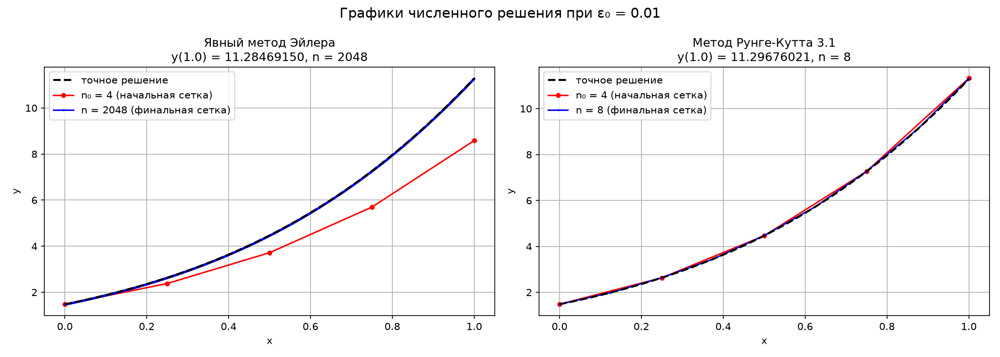 Графики численного решения при ε₀ = 0.01
Явный метод Эйлера
y(1.0) = 11.28469150, n = 2048
точное решение
n₀ = 4 (начальная сетка)
n = 2048 (финальная сетка)
10
8
6
4
2
y
0.0 0.2 0.4 0.6 0.8 1.0
x
Метод Рунге-Кутта 3.1
y(1.0) = 11.29676021, n = 8
точное решение
n₀ = 4 (начальная сетка)
n = 8 (финальная сетка)
10
8
6
4
2
y
0.0 0.2 0.4 0.6 0.8 1.0
x